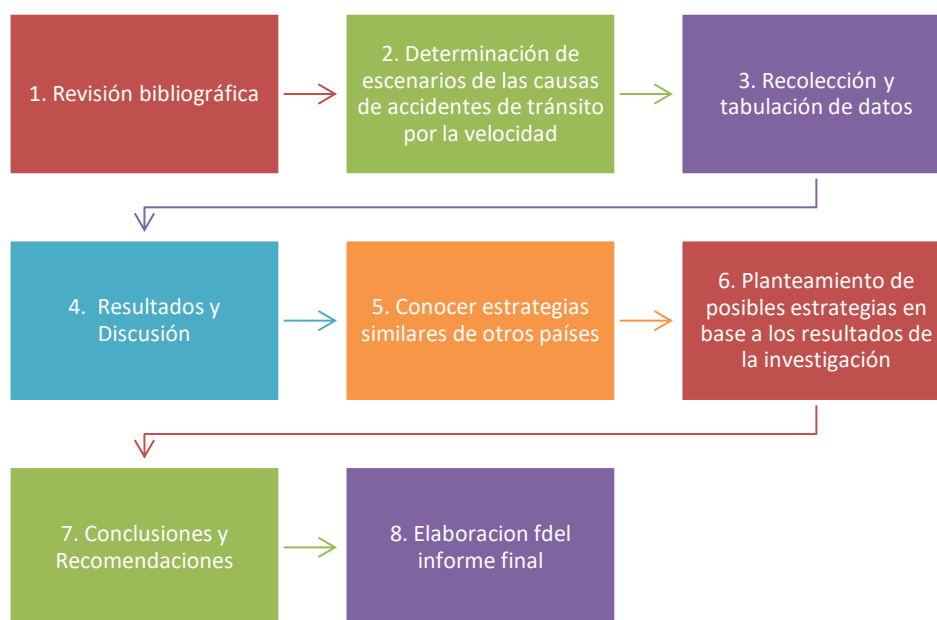 1. Revisión bibliográfica
2. Determinación de
escenarios de las causas
de accidentes de tránsito
por la velocidad
3. Recolección y
tabulación de datos
4.  Resultados y
Discusión
5. Conocer estrategias
similares de otros países
6. Planteamiento de
posibles estrategias en
base a los resultados de
la investigación
7. Conclusiones y
Recomendaciones
8. Elaboracion fdel
informe final